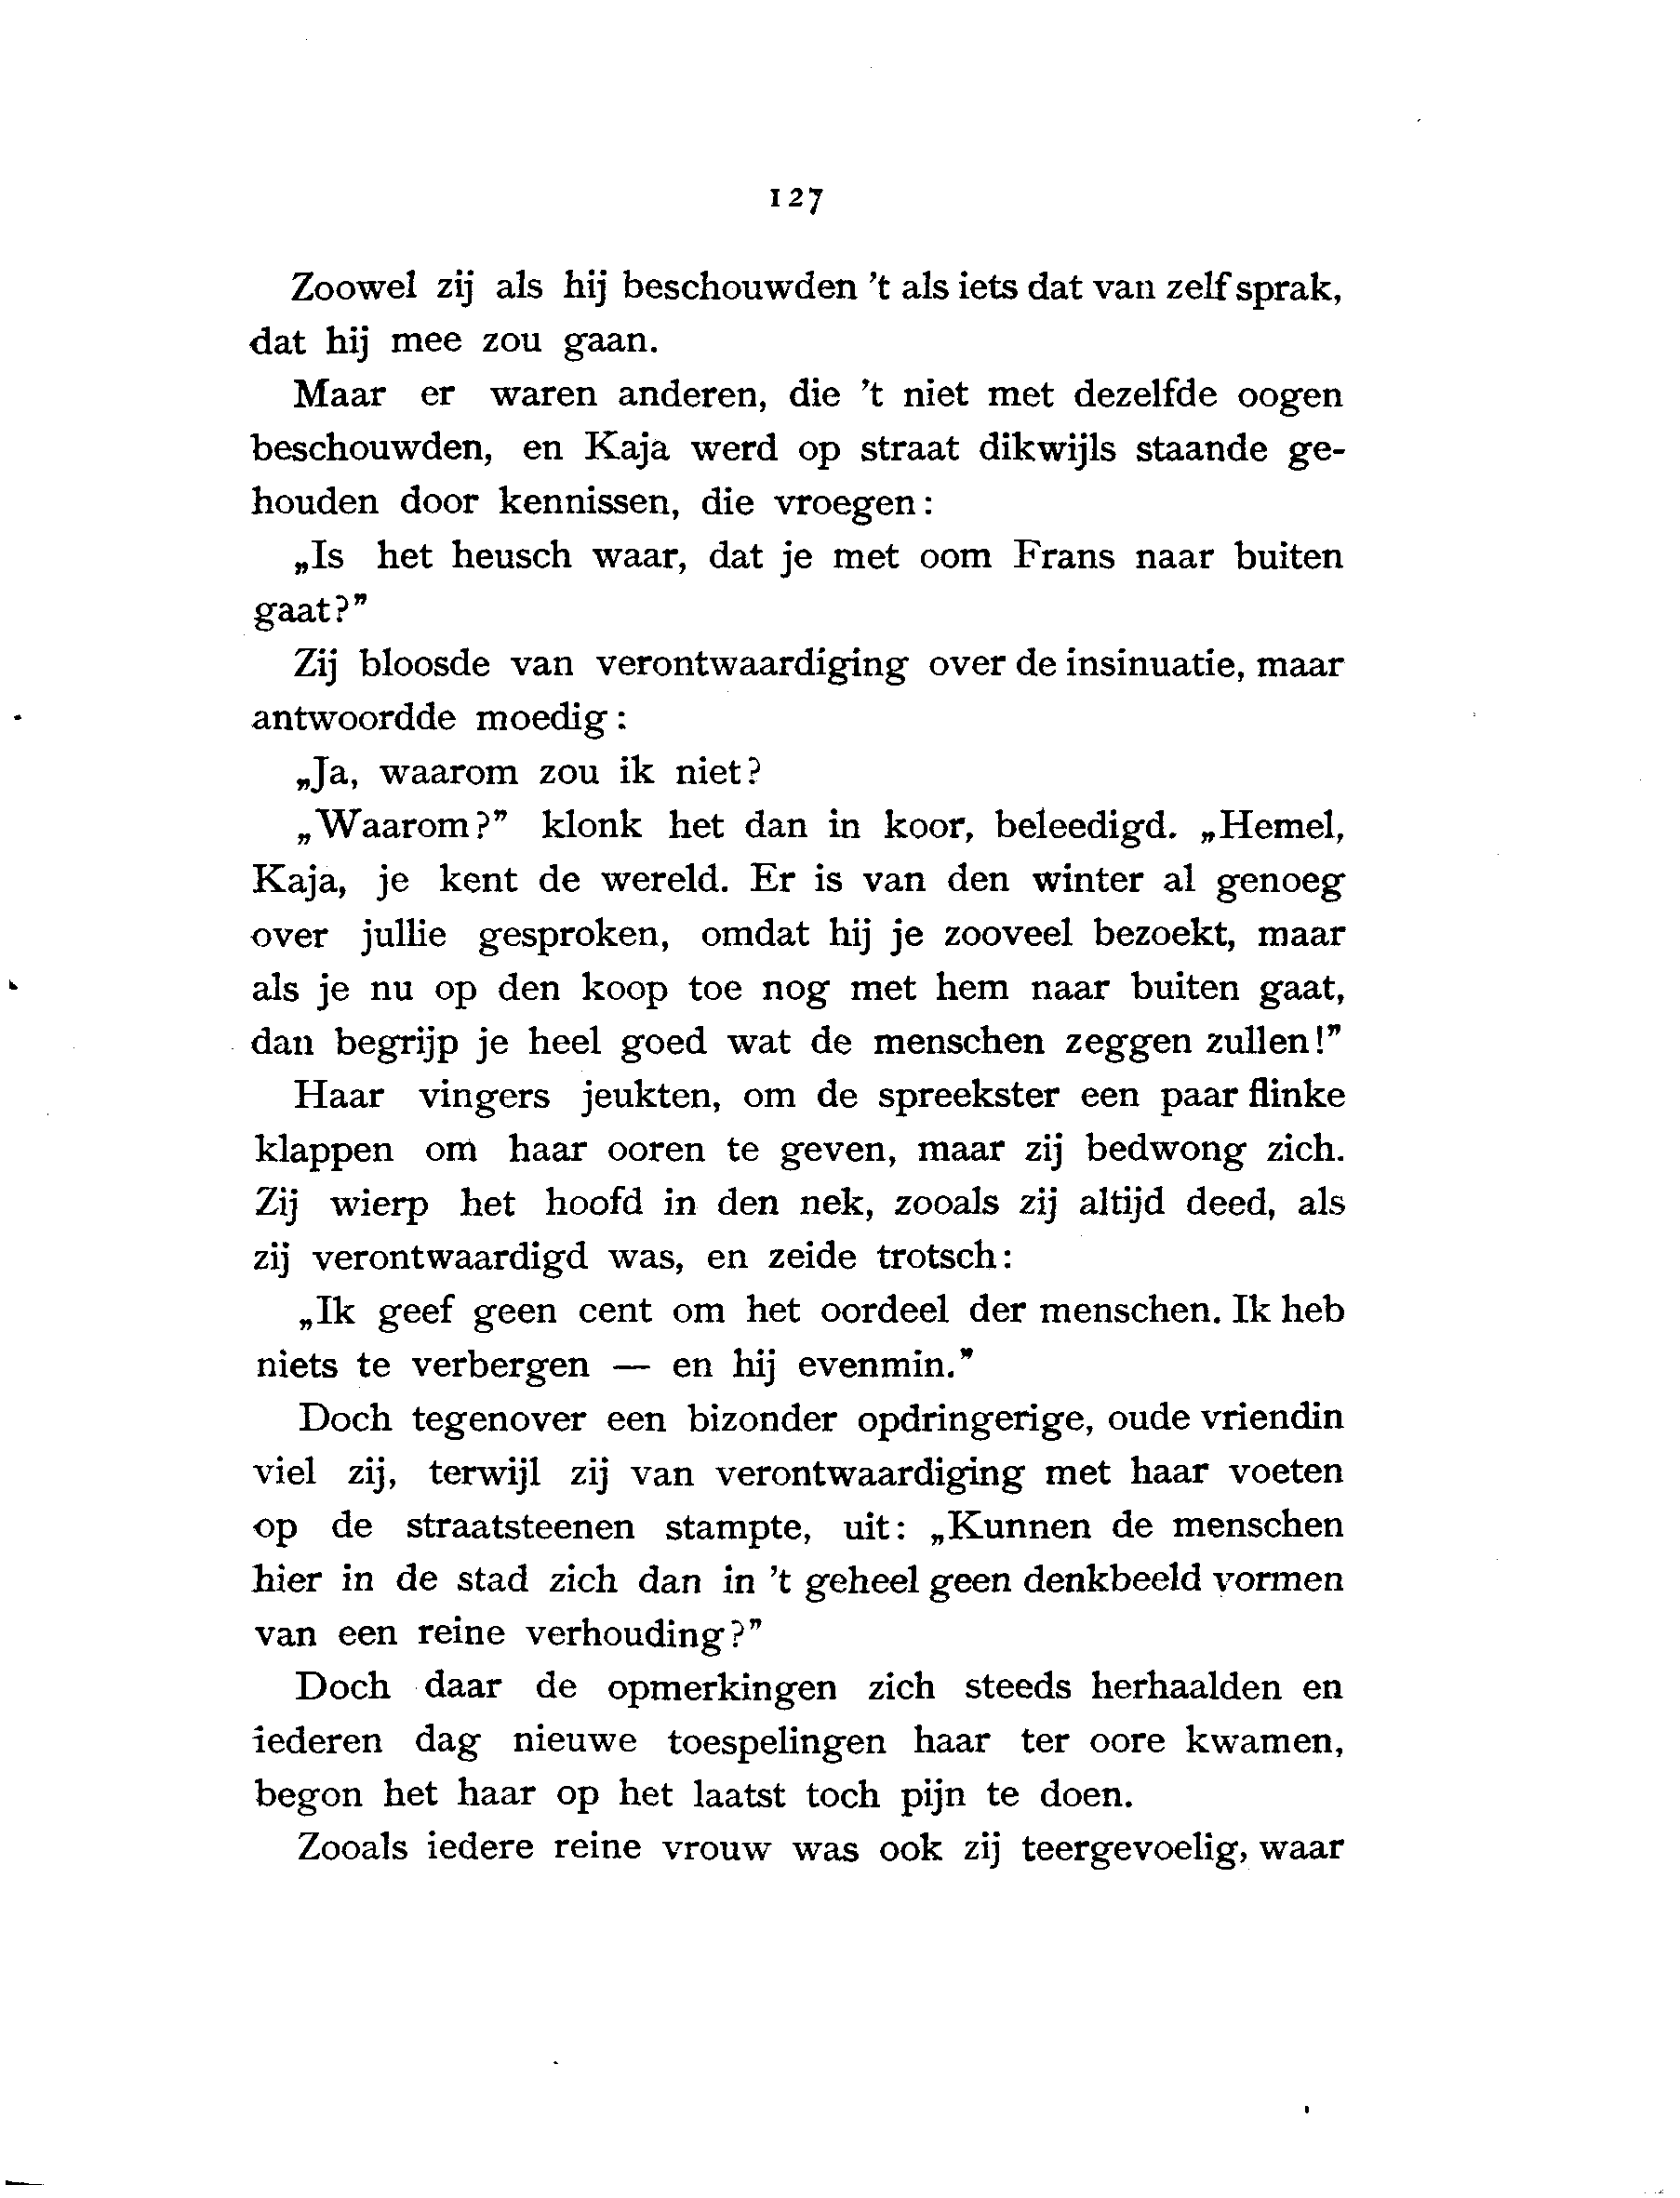 127
Zoowel zij als hij beschouwden 't als iets dat van zelf sprak,
dat hij mee zou gaan.
Maar er waren anderen, die 't niet met dezelfde oogen
beschouwden, en Kaja werd op straat dikwijls staande ge-
houden door kennissen, die vroegen:
„Is het heusch waar, dat je met oom Frans naar buiten
gaat?”
Zij bloosde van verontwaardiging over de insinuatie, maar
antwoordde moedig:
„Ja, waarom zou ik niet?
„Waarom?” klonk het dan in koor, beleedigd. „Hemel,
Kaja, je kent de wereld. Er is van den winter al genoeg
over jullie gesproken, omdat hij je zooveel bezoekt, maar
als je nu op den koop toe nog met hem naar buiten gaat,
dan begrijp je heel goed wat de menschen zeggen zullen!”
Haar vingers jeukten, om de spreekster een paar flinke
klappen om haar ooren te geven, maar zij bedwong zich.
Zij wierp het hoofd in den nek, zooals zij altijd deed, als
zij verontwaardigd was, en zeide trotsch:
„Ik geef geen cent om het oordeel der menschen. Ik heb
niets te verbergen — en hij evenmin.”
Doch tegenover een bizonder opdringerige, oude vriendin
viel zij, terwijl zij van verontwaardiging met haar voeten
op de straatsteenen stampte, uit: „Kunnen de menschen
hier in de stad zich dan in 't geheel geen denkbeeld vormen
van een reine verhouding?”
Doch daar de opmerkingen zich steeds herhaalden en
iederen dag nieuwe toespelingen haar ter oore kwamen,
begon het haar op het laatst toch pijn te doen.
Zooals iedere reine vrouw was ook zij teergevoelig, waar